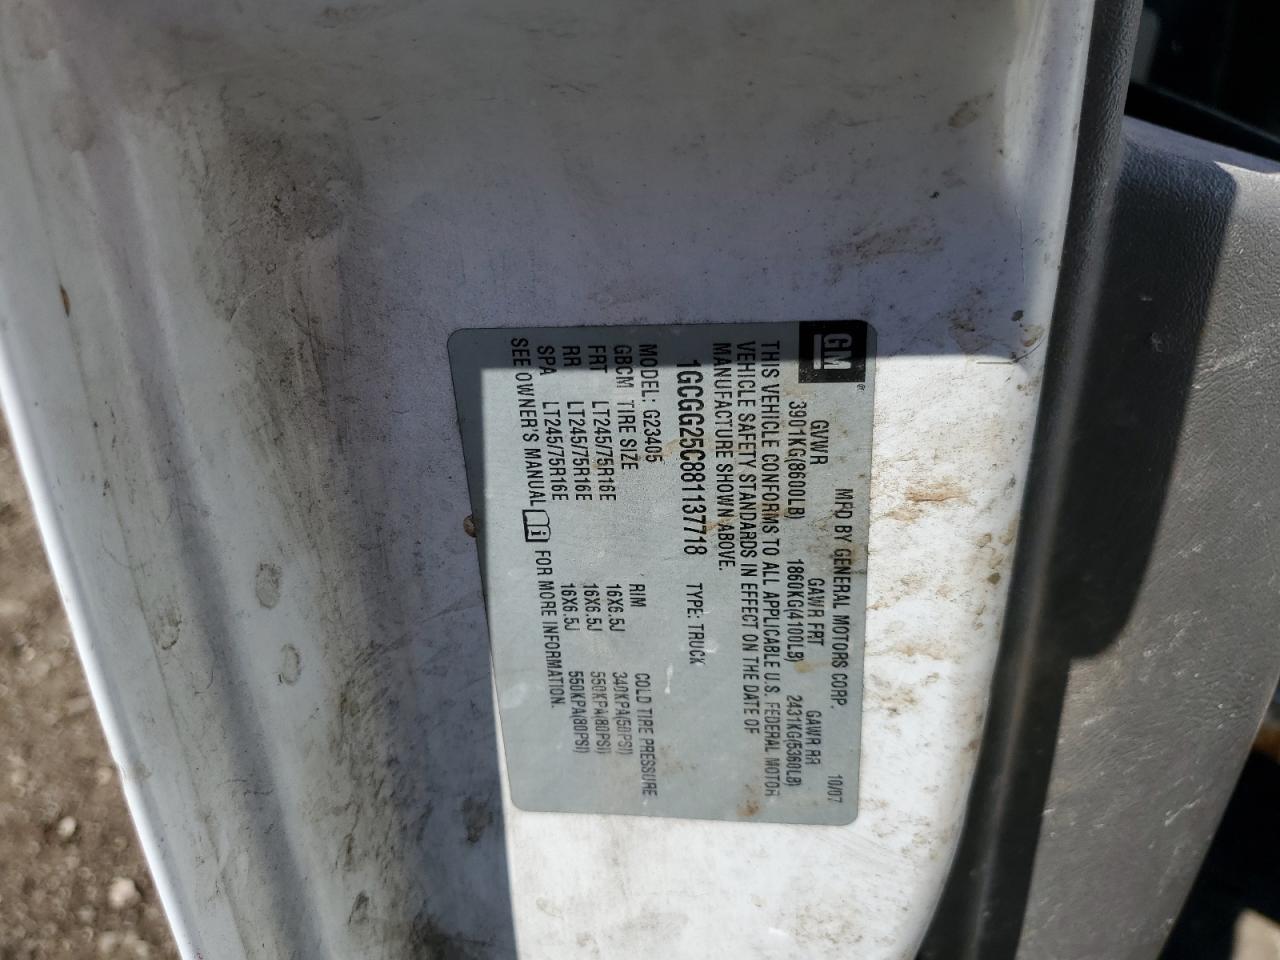 GM®
MFD BY GENERAL MOTORS CORP. 10/07
GVWR GAWR FRT GAWR RR
3901KG(8600LB) 1860KG(4100LB) 2431KG(5360LB)
THIS VEHICLE CONFORMS TO ALL APPLICABLE U.S. FEDERAL MOTOR
VEHICLE SAFETY STANDARDS IN EFFECT ON THE DATE OF
MANUFACTURE SHOWN ABOVE.
1GCGG25C881137718 TYPE: TRUCK
MODEL: G23405
GBCM TIRE SIZE RIM COLD TIRE PRESSURE
FRT LT245/75R16E 16X6.5J 340KPA(50PSI)
RR LT245/75R16E 16X6.5J 550KPA(80PSI)
SPA LT245/75R16E 16X6.5J 550KPA(80PSI)
SEE OWNER'S MANUAL FOR MORE INFORMATION.